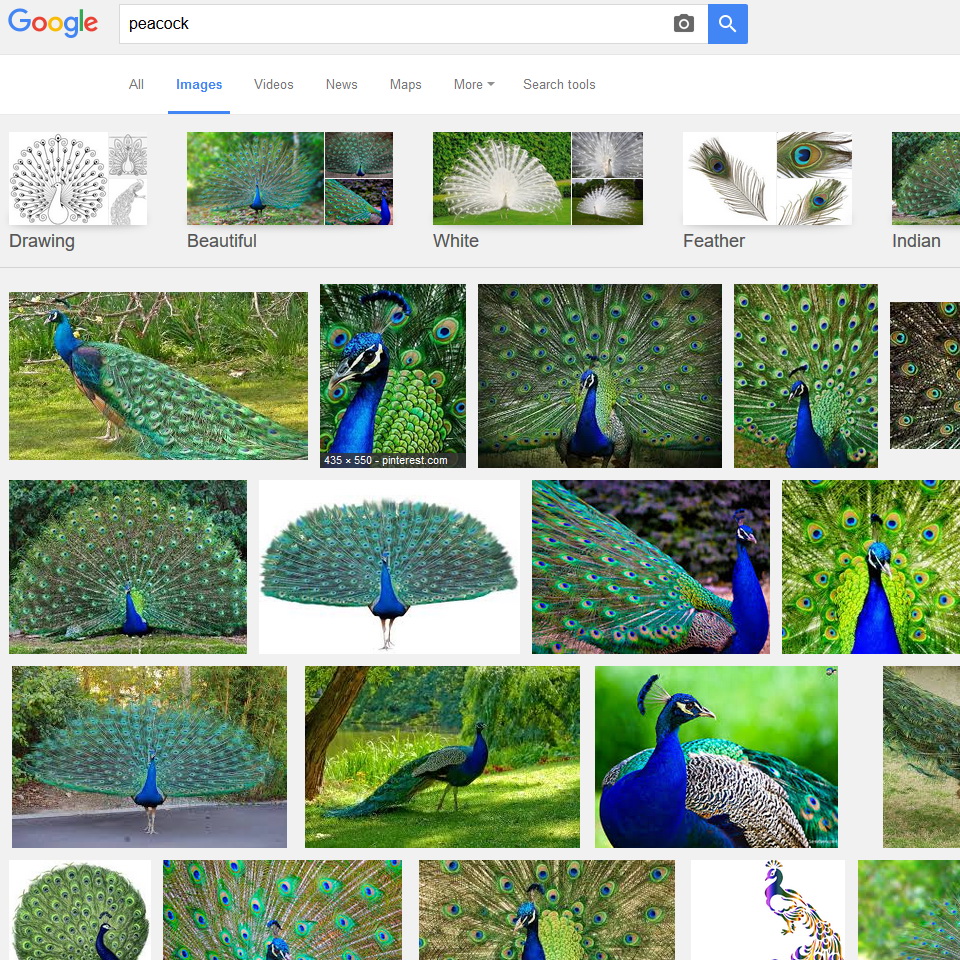 Google
peacock
All Images Videos News Maps More Search tools
Drawing Beautiful White Feather Indian
435 × 550 - pinterest.com